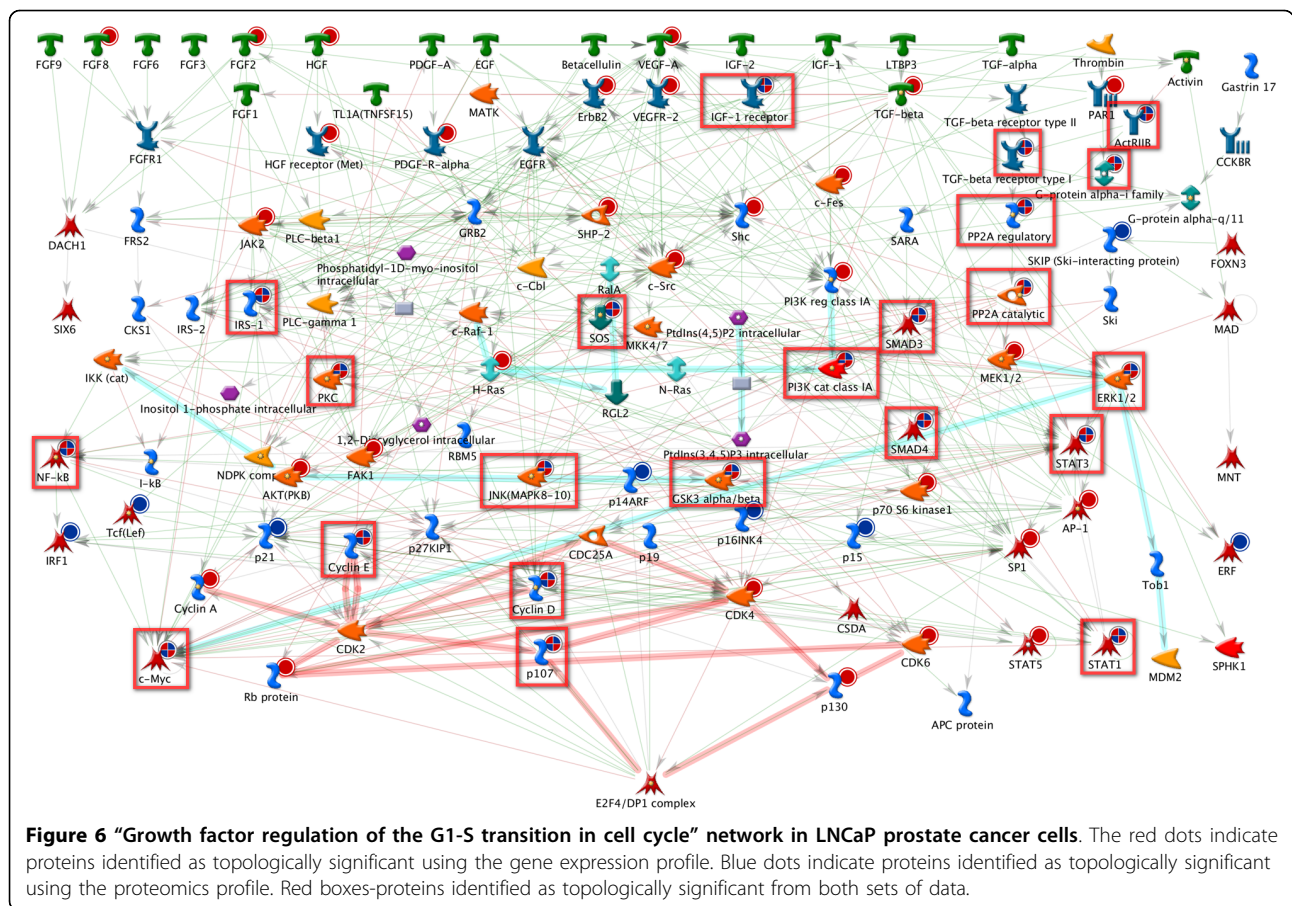 FGF9 FGF8 FGF6 FGF3 FGF2 HGF PDGF-A EGF Betacellulin VEGF-A IGF-2 IGF-1 LTBP3 TGF-alpha Thrombin Activin Gastrin 17
FGF1 TL1A(TNFSF15) MATK ErbB2 VEGFR-2 IGF-1 receptor TGF-beta TGF-beta receptor type II PAR1 ActRIIB
FGFR1 HGF receptor (Met) PDGF-R-alpha EGFR TGF-beta receptor type I CCKBR
c-Fes G-protein alpha-i family
DACH1 FRS2 JAK2 PLC-beta1 GRB2 SHP-2 Shc SARA PP2A regulatory G-protein alpha-q/11
SKIP (Ski-interacting protein) FOXN3
Phosphatidyl-1D-myo-inositol
intracellular
c-Cbl RalA c-Src PI3K reg class IA
SIX6 CKS1 IRS-2 IRS-1 PLC-gamma 1 c-Raf-1 SOS MKK4/7 PtdIns(4,5)P2 intracellular SMAD3 PP2A catalytic Ski MAD
IKK (cat) PKC H-Ras N-Ras PI3K cat class IA MEK1/2 ERK1/2
Inositol 1-phosphate intracellular RGL2
1,2-Diacylglycerol intracellular
RBM5 PtdIns(3,4,5)P3 intracellular SMAD4 STAT3
NF-kB I-kB NDPK comp AKT(PKB) FAK1 JNK(MAPK8-10) p14ARF GSK3 alpha/beta p70 S6 kinase1 MNT
Tcf(Lef) AP-1
IRF1 p21 Cyclin E p27KIP1 CDC25A p19 p16INK4 p15 SP1 Tob1 ERF
Cyclin A Cyclin D CDK4 CSDA
c-Myc Rb protein CDK2 p107 CDK6 STAT5 STAT1 MDM2 SPHK1
p130 APC protein
E2F4/DP1 complex
Figure 6 “Growth factor regulation of the G1-S transition in cell cycle” network in LNCaP prostate cancer cells. The red dots indicate
proteins identified as topologically significant using the gene expression profile. Blue dots indicate proteins identified as topologically significant
using the proteomics profile. Red boxes-proteins identified as topologically significant from both sets of data.